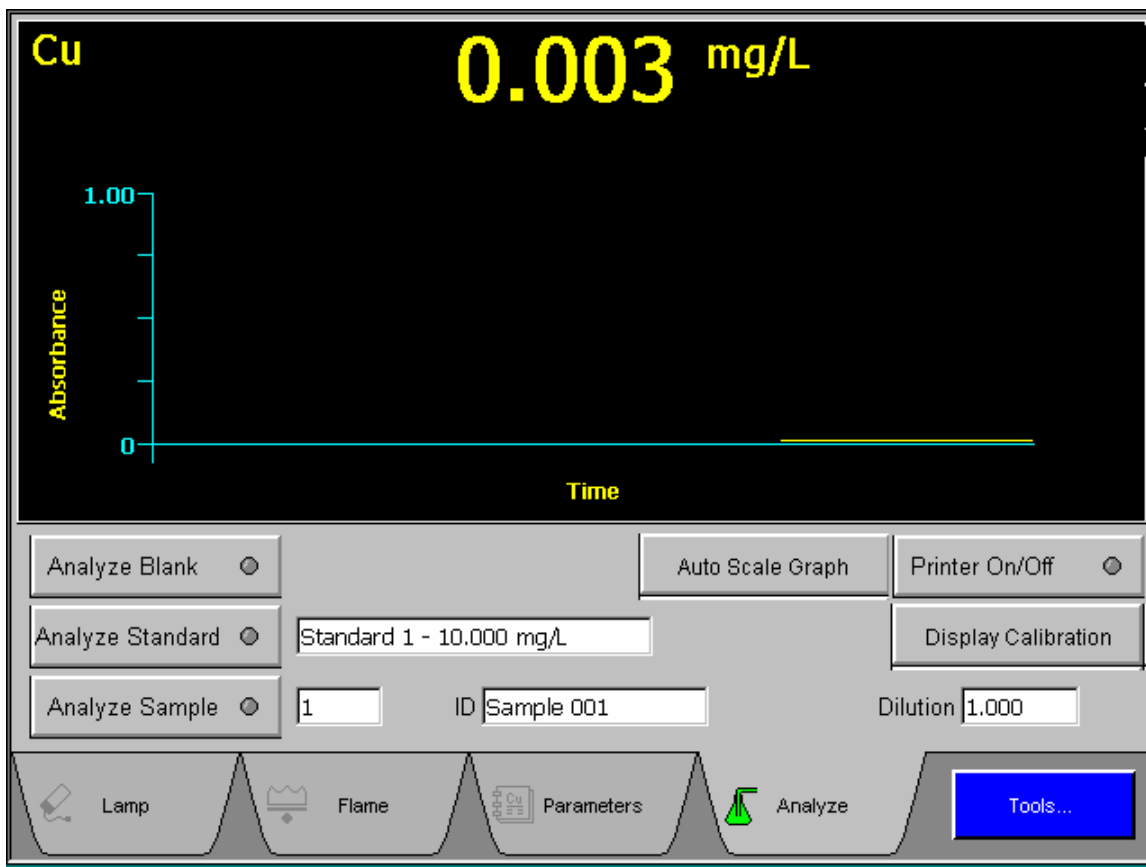 Cu
0.003 mg/L
1.00
Absorbance
0
Time
Analyze Blank
Auto Scale Graph
Printer On/Off
Analyze Standard
Standard 1 - 10.000 mg/L
Display Calibration
Analyze Sample
1
ID Sample 001
Dilution 1.000
Lamp
Flame
Cu
Parameters
Analyze
Tools...